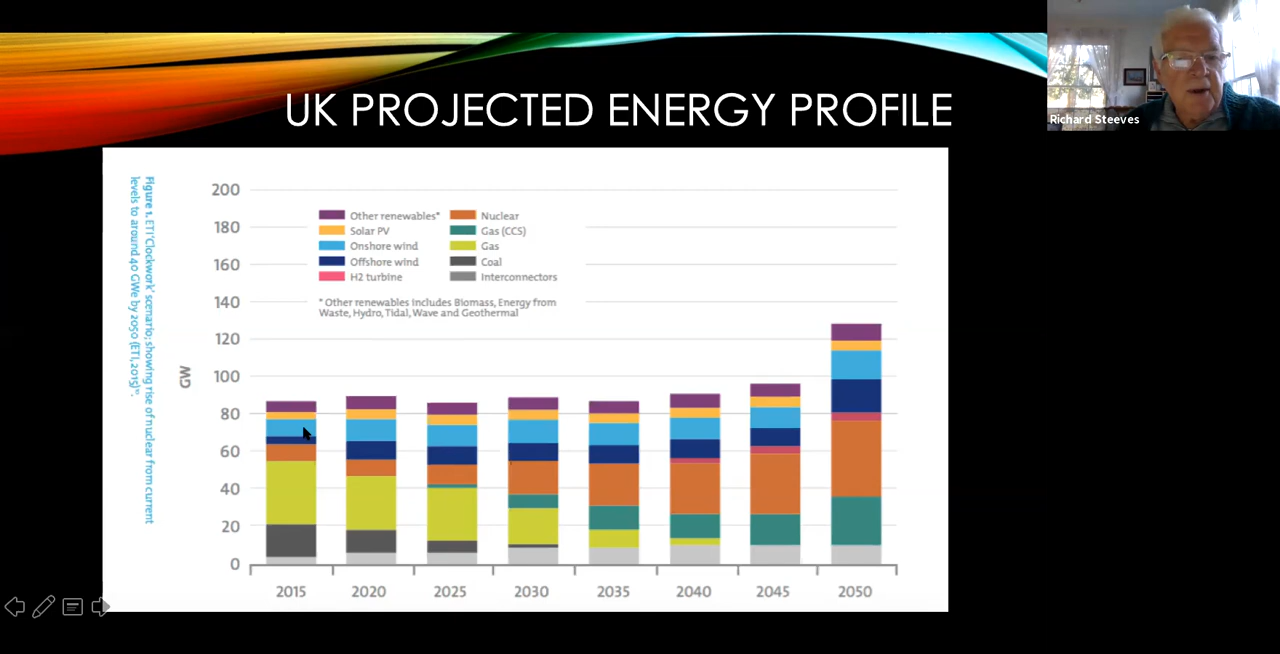 Richard Steeves
UK PROJECTED ENERGY PROFILE
Figure 1. ETI 'Clockwork' scenario; showing rise of nuclear from current
levels to around 40 GWe by 2050 (ETI, 2015)
GW
200
180
160
140
120
100
80
60
40
20
0
Other renewables*
Solar PV
Onshore wind
Offshore wind
H2 turbine
Nuclear
Gas (CCS)
Gas
Coal
Interconnectors
* Other renewables includes Biomass, Energy from
Waste, Hydro, Tidal, Wave and Geothermal
2015 2020 2025 2030 2035 2040 2045 2050